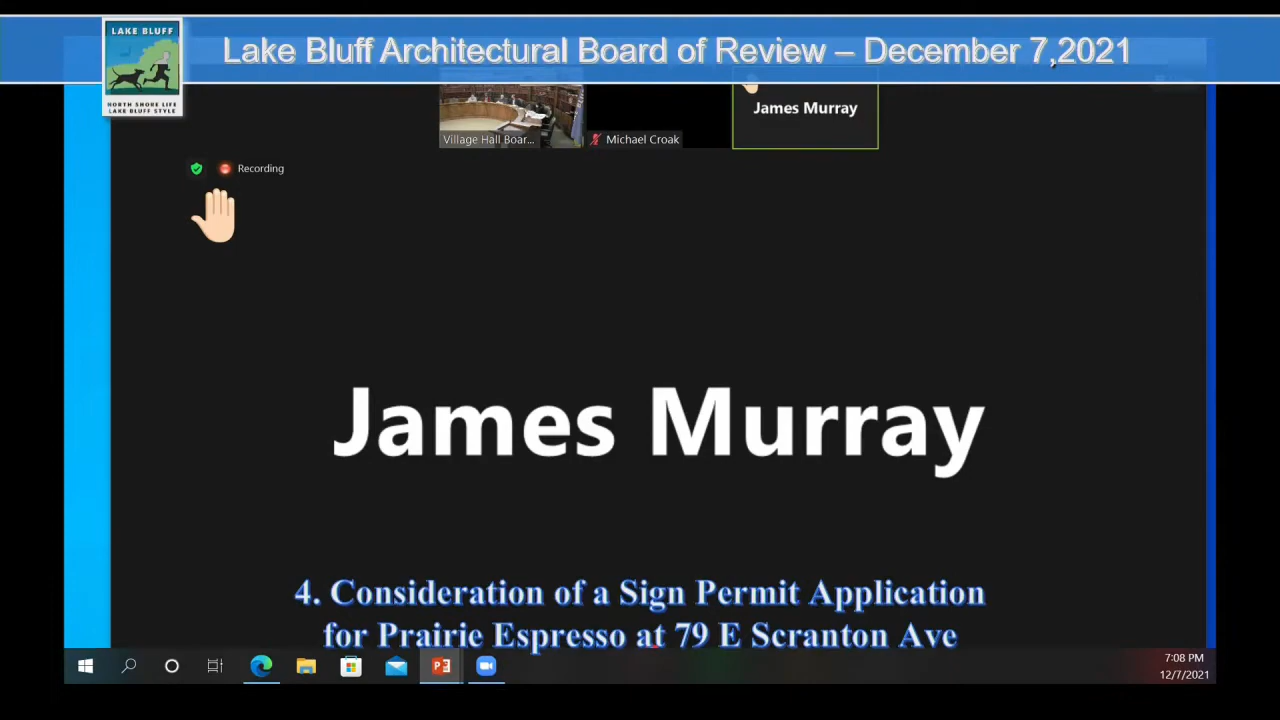 LAKE BLUFF
NORTH SHORE LIFE
LAKE BLUFF STYLE
Lake Bluff Architectural Board of Review – December 7,2021
Village Hall Boar...
Michael Croak
James Murray
Recording
James Murray
4. Consideration of a Sign Permit Application
for Prairie Espresso at 79 E Scranton Ave
7:08 PM
12/7/2021